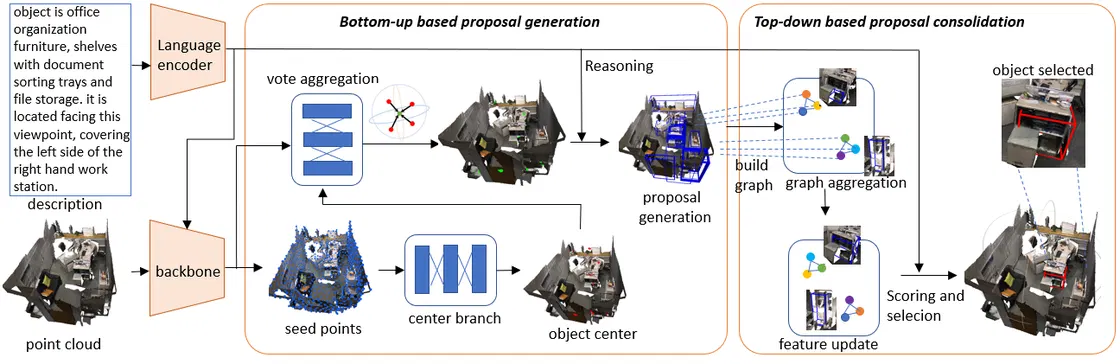 object is office
organization
furniture, shelves
with document
sorting trays and
file storage. it is
located facing this
viewpoint, covering
the left side of the
right hand work
station.
description
Language
encoder
point cloud
backbone
Bottom-up based proposal generation
vote aggregation
Reasoning
proposal
generation
seed points
center branch
object center
Top-down based proposal consolidation
build
graph
graph aggregation
feature update
Scoring and
selecion
object selected